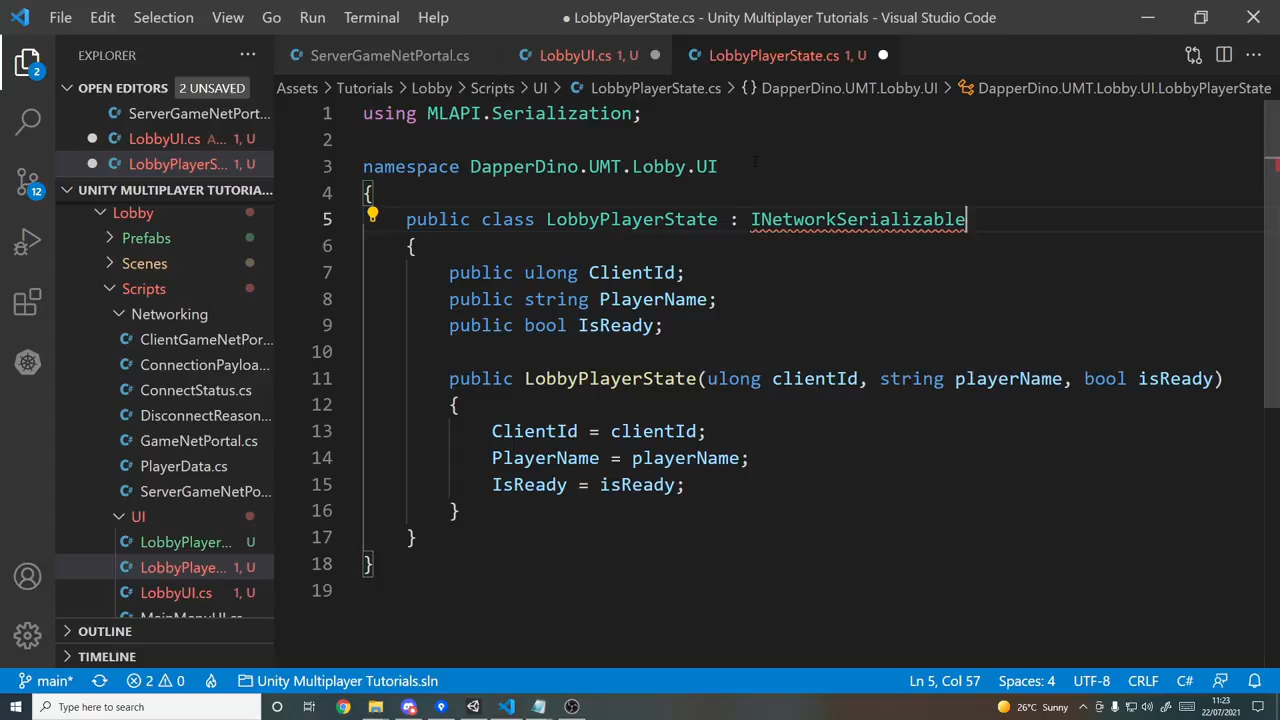 File Edit Selection View Go Run Terminal Help
● LobbyPlayerState.cs - Unity Multiplayer Tutorials - Visual Studio Code
EXPLORER
ServerGameNetPortal.cs
LobbyUI.cs 1, U
LobbyPlayerState.cs 1, U
OPEN EDITORS 2 UNSAVED
Assets > Tutorials > Lobby > Scripts > UI > LobbyPlayerState.cs > {} DapperDino.UMT.Lobby.UI > DapperDino.UMT.Lobby.UI.LobbyPlayerState
2
12
ServerGameNetPort...
LobbyUI.cs A... 1, U
LobbyPlayerS... 1, U
UNITY MULTIPLAYER TUTORIA...
Lobby
Prefabs
Scenes
Scripts
Networking
ClientGameNetPor...
ConnectionPayloa...
ConnectStatus.cs
DisconnectReason...
GameNetPortal.cs
PlayerData.cs
ServerGameNetPo...
UI
LobbyPlayer... U
LobbyPlaye... 1, U
LobbyUI.cs 1, U
MainMenuUI.cs
OUTLINE
TIMELINE
1 using MLAPI.Serialization;
2
3 namespace DapperDino.UMT.Lobby.UI
4 {
5 public class LobbyPlayerState : INetworkSerializable
6 {
7 public ulong ClientId;
8 public string PlayerName;
9 public bool IsReady;
10
11 public LobbyPlayerState(ulong clientId, string playerName, bool isReady)
12 {
13 ClientId = clientId;
14 PlayerName = playerName;
15 IsReady = isReady;
16 }
17 }
18 }
19
main* 2 0 Unity Multiplayer Tutorials.sln Ln 5, Col 57 Spaces: 4 UTF-8 CRLF C#
Type here to search
26°C Sunny
11:23
22/07/2021